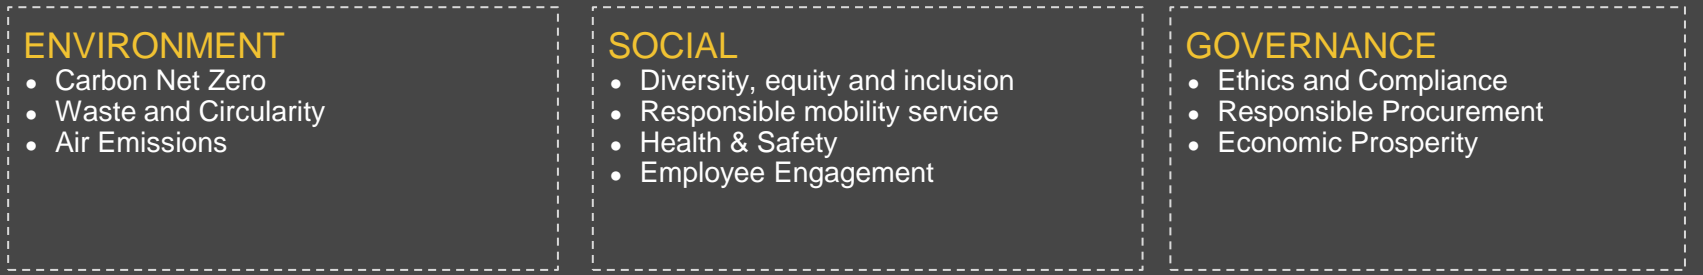 ENVIRONMENT
● Carbon Net Zero
● Waste and Circularity
● Air Emissions
SOCIAL
● Diversity, equity and inclusion
● Responsible mobility service
● Health & Safety
● Employee Engagement
GOVERNANCE
● Ethics and Compliance
● Responsible Procurement
● Economic Prosperity